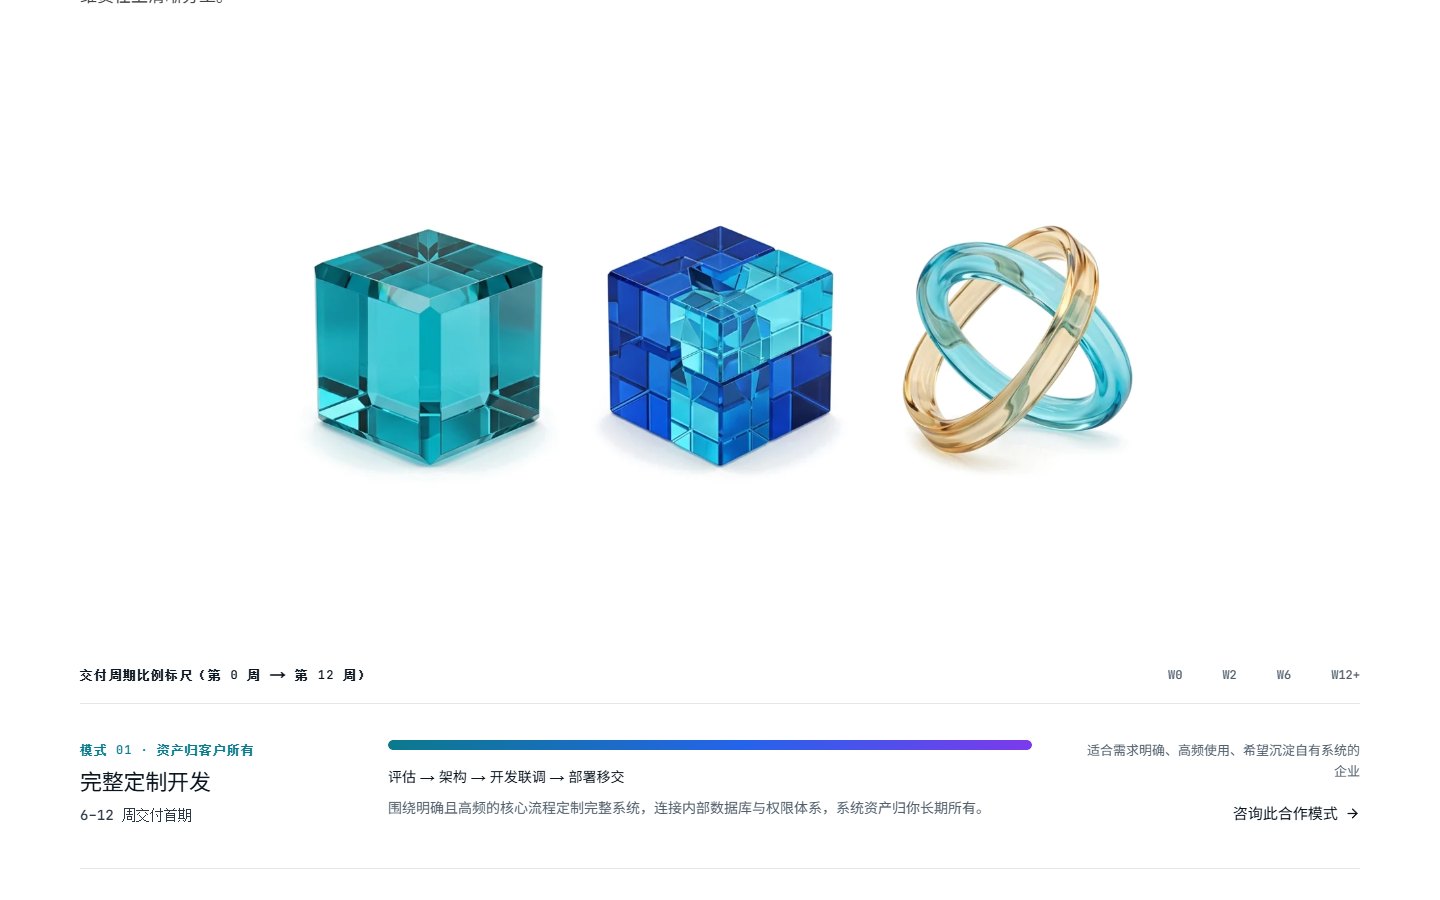 交付周期比例标尺（第 0 周 → 第 12 周）
W0 W2 W6 W12+
模式 01 · 资产归客户所有
完整定制开发
6-12 周交付首期
评估 → 架构 → 开发联调 → 部署移交
围绕明确且高频的核心流程定制完整系统，连接内部数据库与权限体系，系统资产归你长期所有。
适合需求明确、高频使用、希望沉淀自有系统的
企业
咨询此合作模式 →